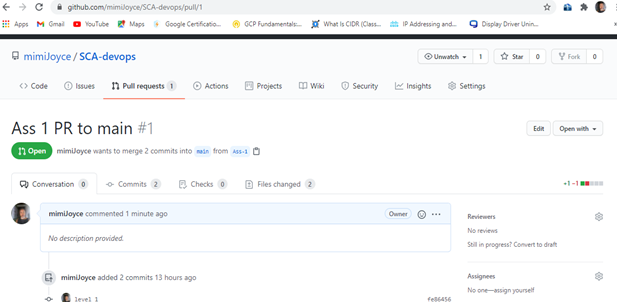 github.com/mimiJoyce/SCA-devops/pull/1
Apps Gmail YouTube Maps Google Certificatio... GCP Fundamentals:... What Is CIDR (Class... IP Addressing and... Display Driver Unin...
mimiJoyce / SCA-devops
Unwatch 1 Star 0 Fork 0
Code Issues Pull requests 1 Actions Projects Wiki Security Insights Settings
Ass 1 PR to main #1
Edit Open with
Open mimiJoyce wants to merge 2 commits into main from Ass-1
Conversation 0 Commits 2 Checks 0 Files changed 2
+1 −1
mimiJoyce commented 1 minute ago Owner
No description provided.
Reviewers
No reviews
Still in progress? Convert to draft
mimiJoyce added 2 commits 13 hours ago
Assignees
No one—assign yourself
level 1 fe86456